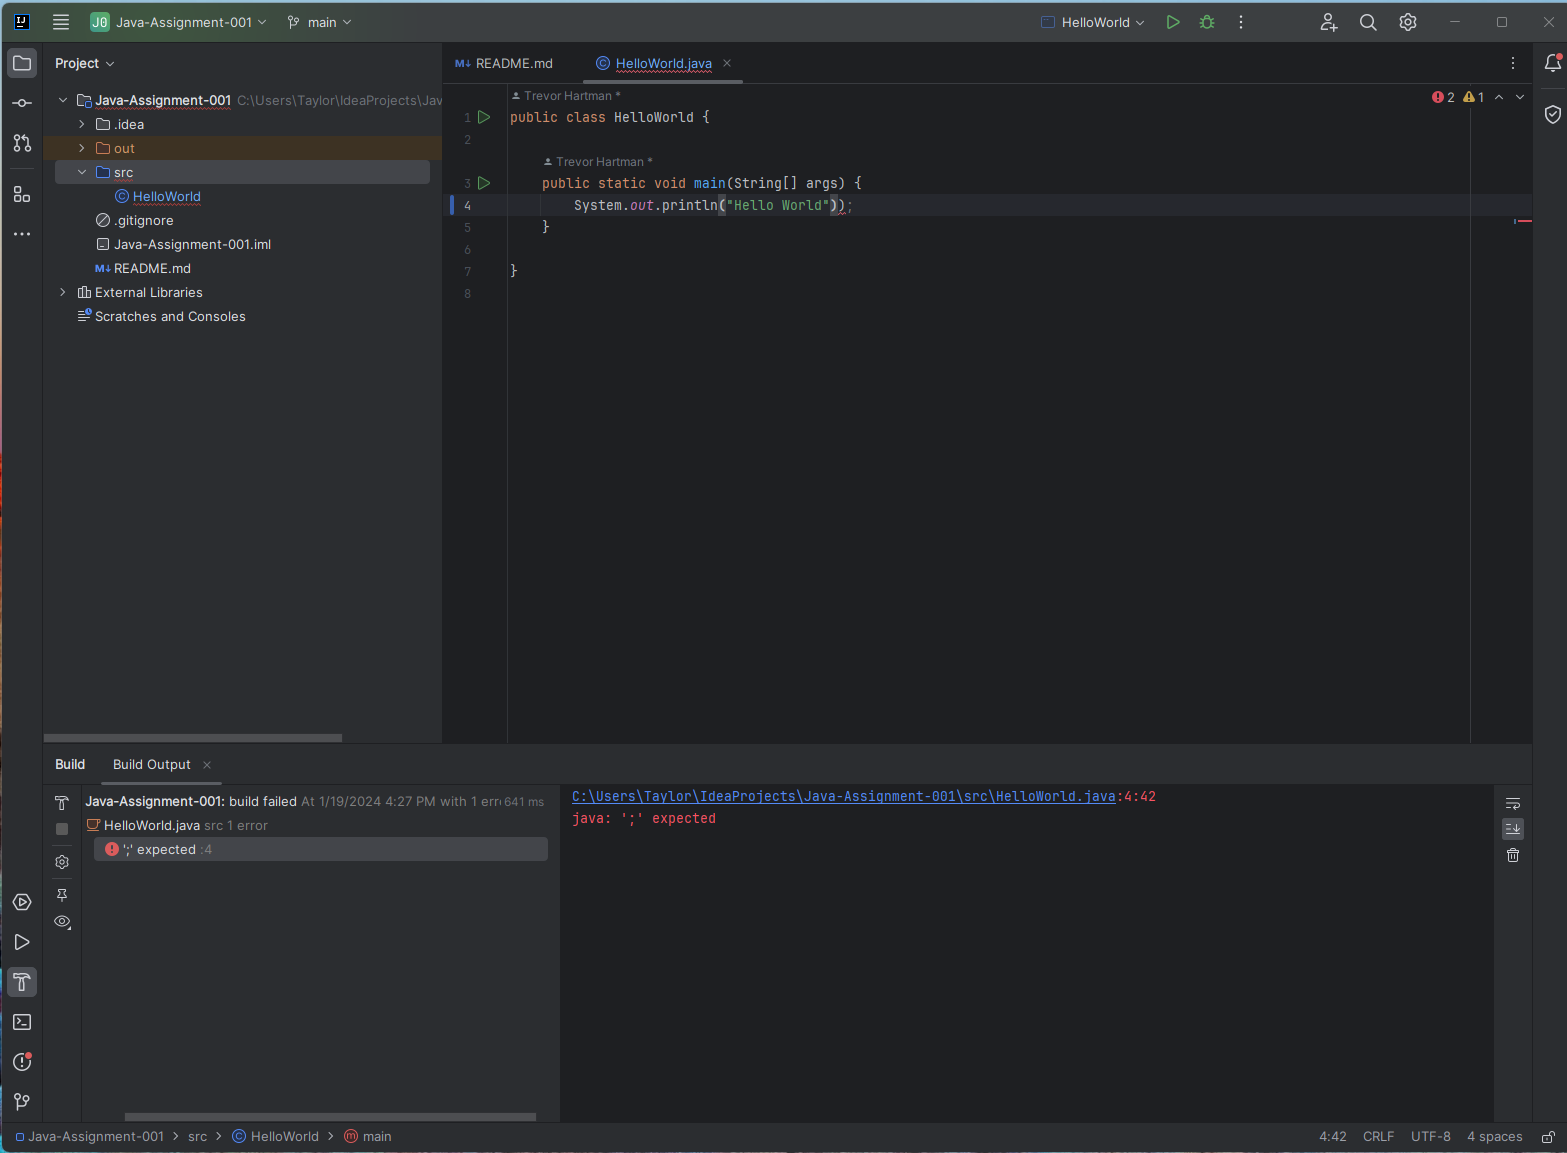 J0 Java-Assignment-001 main HelloWorld
Project
README.md HelloWorld.java
Java-Assignment-001 C:\Users\Taylor\IdeaProjects\Jav
.idea
out
src
HelloWorld
.gitignore
Java-Assignment-001.iml
M↓ README.md
External Libraries
Scratches and Consoles
2 1
Trevor Hartman *
1 public class HelloWorld {
2
Trevor Hartman *
3 public static void main(String[] args) {
4 System.out.println("Hello World"));
5 }
6
7 }
8
Build Build Output
Java-Assignment-001: build failed At 1/19/2024 4:27 PM with 1 err 641 ms
HelloWorld.java src 1 error
';' expected :4
C:\Users\Taylor\IdeaProjects\Java-Assignment-001\src\HelloWorld.java:4:42
java: ';' expected
Java-Assignment-001 > src > HelloWorld > main
4:42 CRLF UTF-8 4 spaces